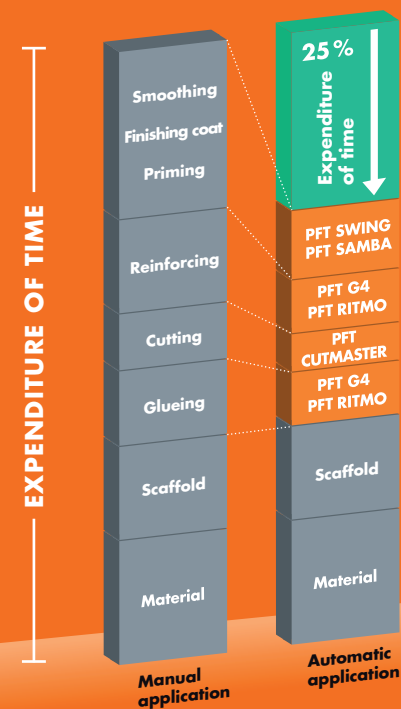 EXPENDITURE OF TIME
Smoothing
Finishing coat
Priming
Reinforcing
Cutting
Glueing
Scaffold
Material
Manual
application
25 %
Expenditure
of time
PFT SWING
PFT SAMBA
PFT G4
PFT RITMO
PFT
CUTMASTER
PFT G4
PFT RITMO
Scaffold
Material
Automatic
application